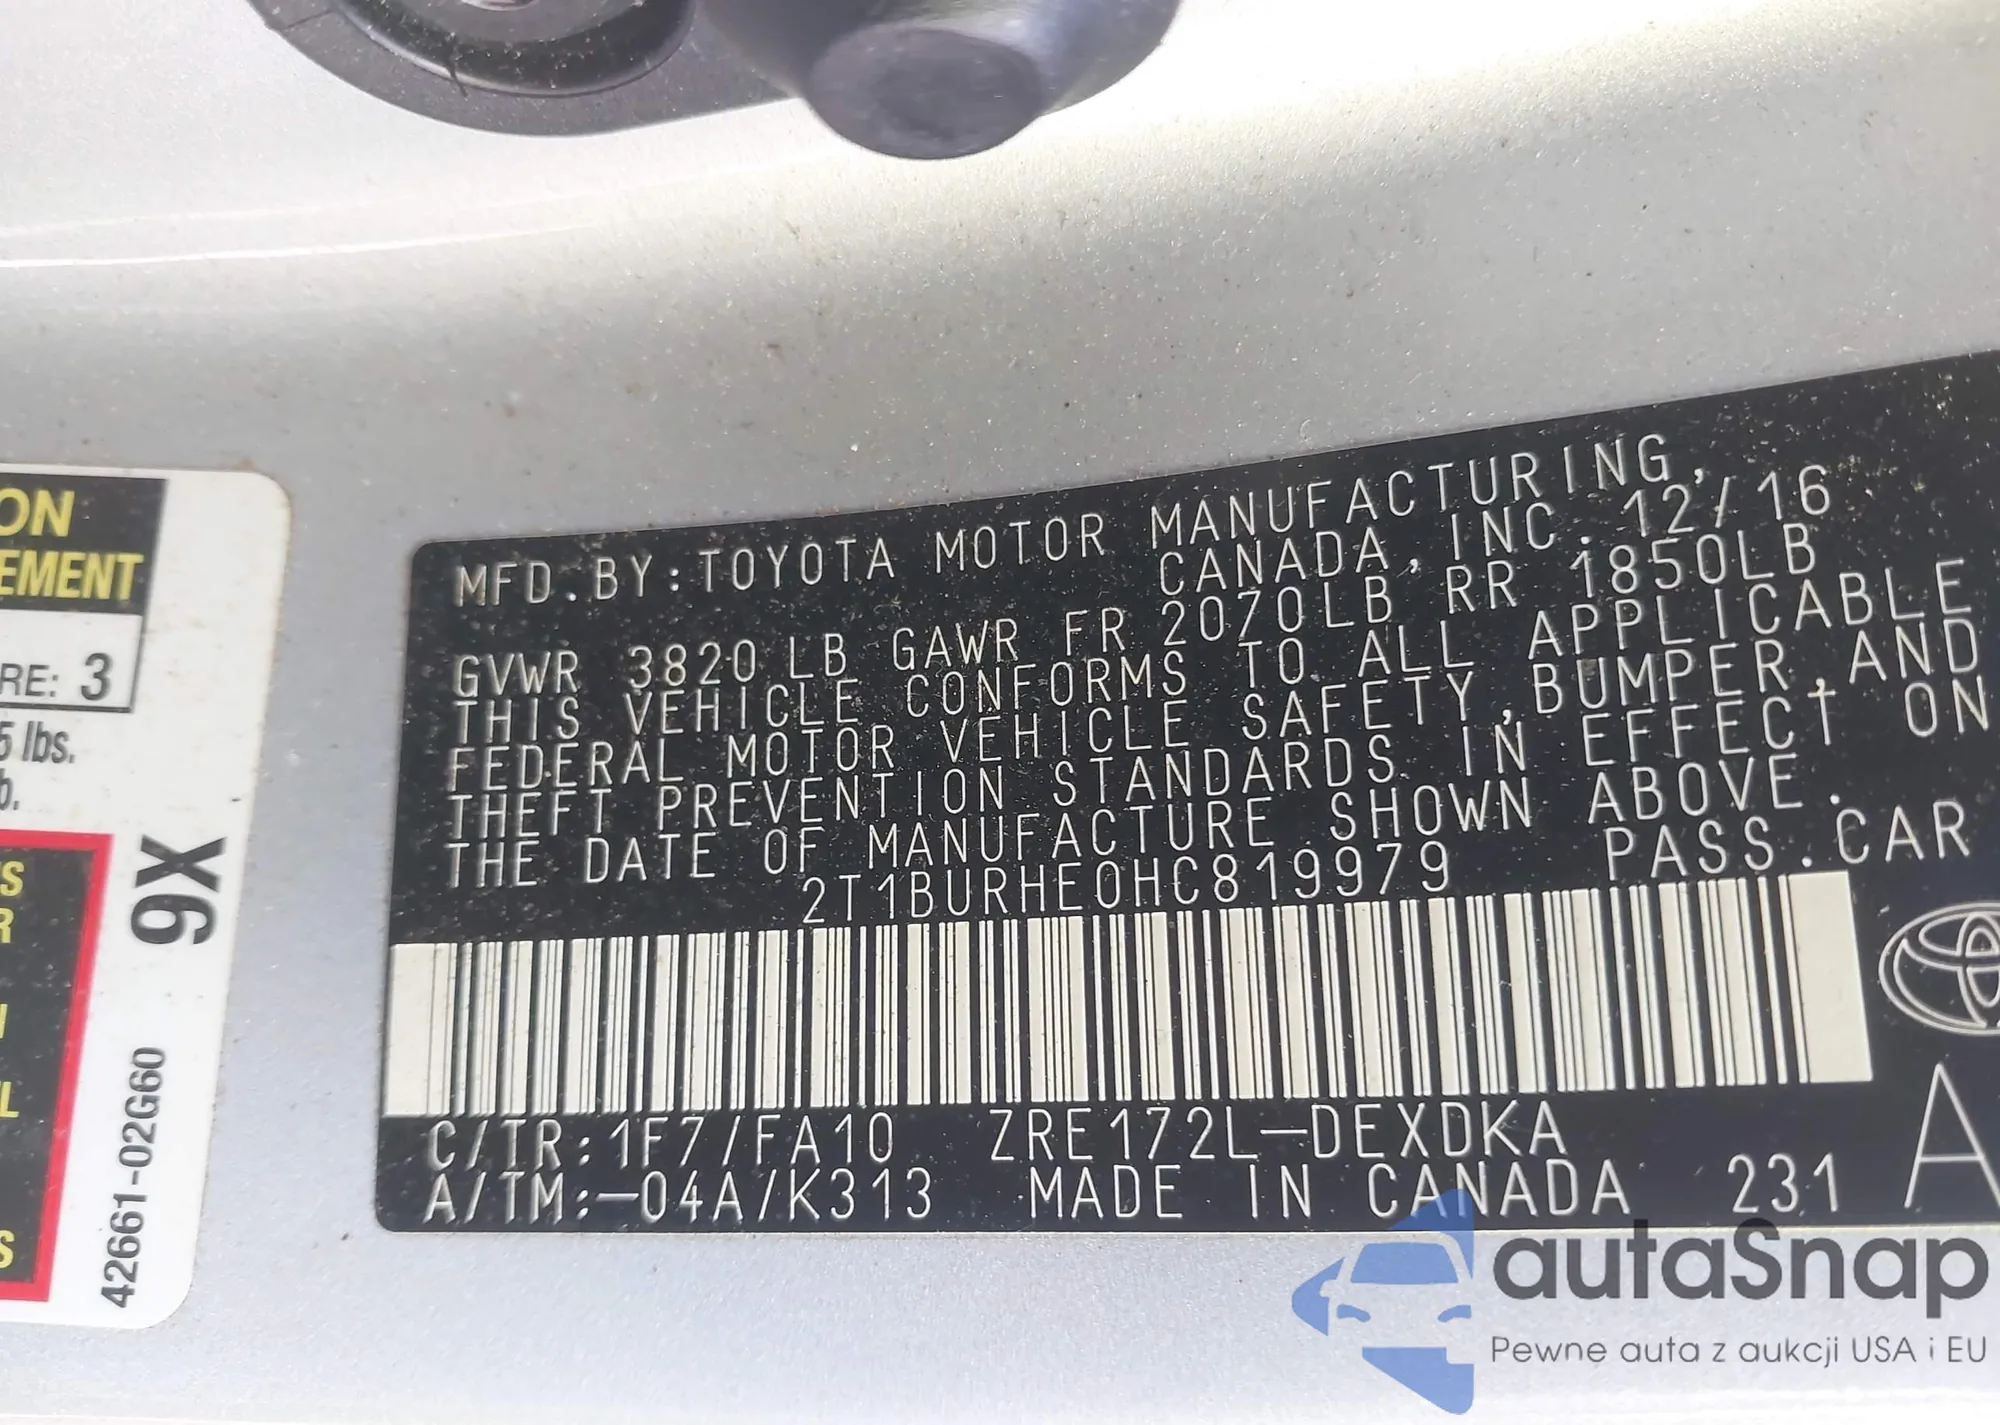 ON
EMENT
RE: 3
5 lbs.
b.
S
R
L
S
9X
42661-02G60
MFD.BY:TOYOTA MOTOR MANUFACTURING,
CANADA, INC. 12/16
GVWR 3820 LB GAWR FR 2070LB RR 1850LB
THIS VEHICLE CONFORMS TO ALL APPLICABLE
FEDERAL MOTOR VEHICLE SAFETY,BUMPER,AND
THEFT PREVENTION STANDARDS IN EFFECT ON
THE DATE OF MANUFACTURE SHOWN ABOVE.
2T1BURHE0HC819979 PASS.CAR
C/TR:1F7/FA10 ZRE172L-DEXDKA
A/TM:-04A/K313 MADE IN CANADA 231
A
autaSnap
Pewne auta z aukcji USA i EU